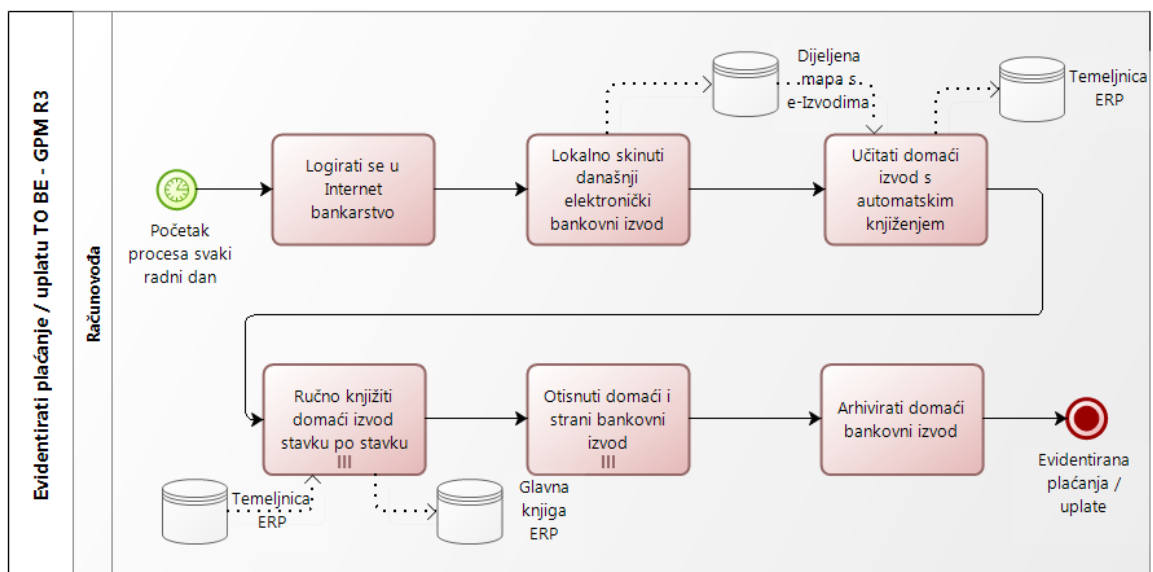 Evidentirati plaćanje / uplatu TO BE - GPM R3
Računovođa
Početak
procesa svaki
radni dan
Logirati se u
Internet
bankarstvo
Lokalno skinuti
današnji
elektronički
bankovni izvod
Dijeljena
mapa s
e-Izvodima
Učitati domaći
izvod s
automatskim
knjiženjem
Temeljnica
ERP
Ručno knjižiti
domaći izvod
stavku po stavku
Temeljnica
ERP
Glavna
knjiga
ERP
Otisnuti domaći i
strani bankovni
izvod
Arhivirati domaći
bankovni izvod
Evidentirana
plaćanja /
uplate